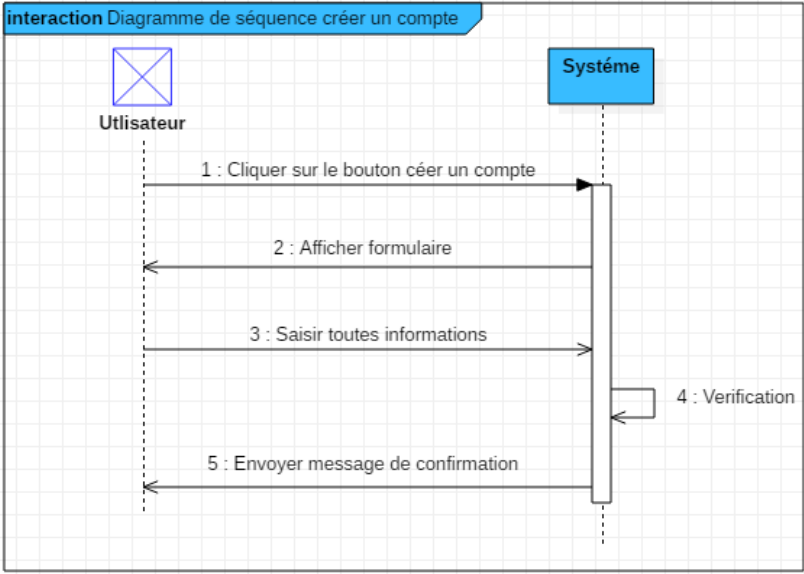 interaction Diagramme de séquence créer un compte
Systéme
Utlisateur
1 : Cliquer sur le bouton céer un compte
2 : Afficher formulaire
3 : Saisir toutes informations
4 : Verification
5 : Envoyer message de confirmation